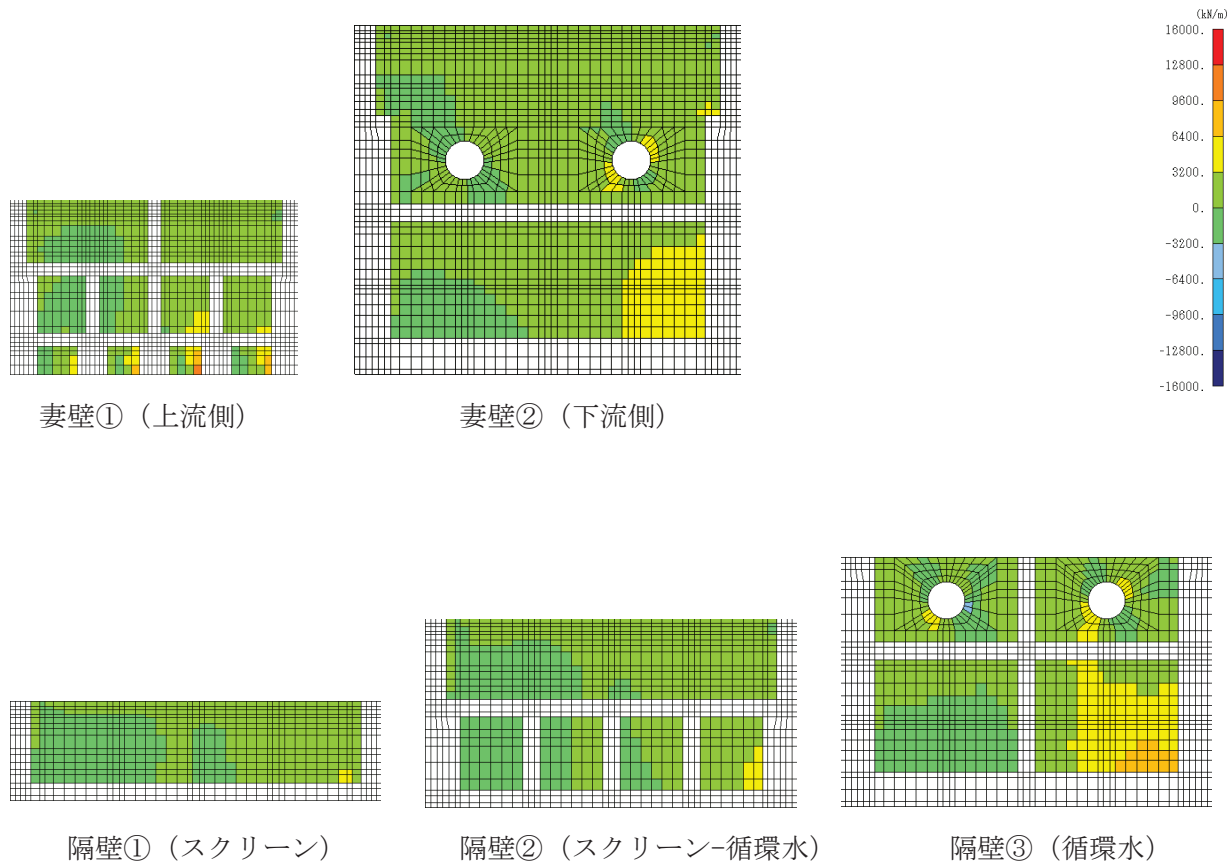 (kN/m)
16000.
12800.
9600.
6400.
3200.
0.
-3200.
-6400.
-9600.
-12800.
-16000.
妻壁①（上流側）
妻壁②（下流側）
隔壁①（スクリーン）
隔壁②（スクリーン-循環水）
隔壁③（循環水）